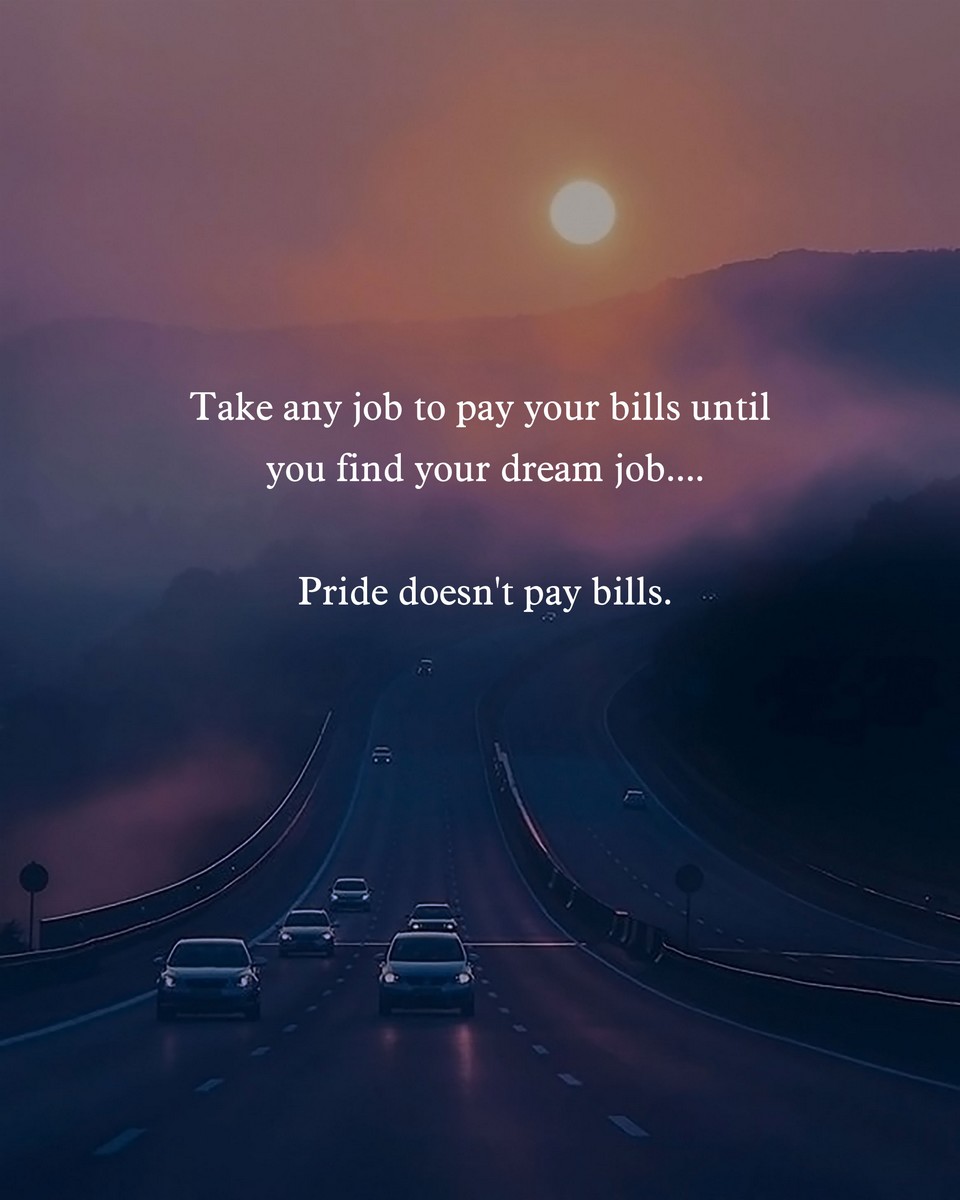 Take any job to pay your bills until
you find your dream job....
Pride doesn't pay bills.